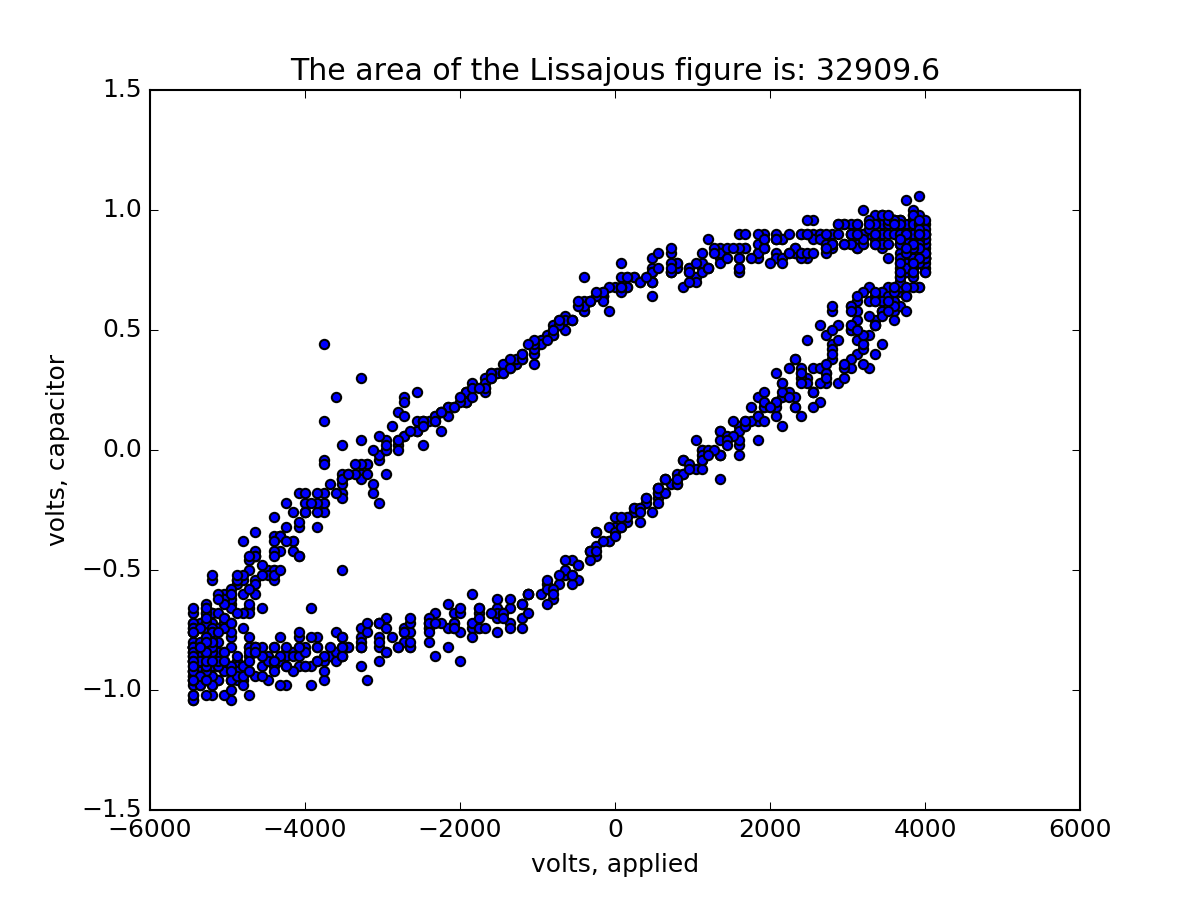 The area of the Lissajous figure is: 32909.6
1.5
1.0
0.5
0.0
−0.5
−1.0
−1.5
volts, capacitor
−6000 −4000 −2000 0 2000 4000 6000
volts, applied